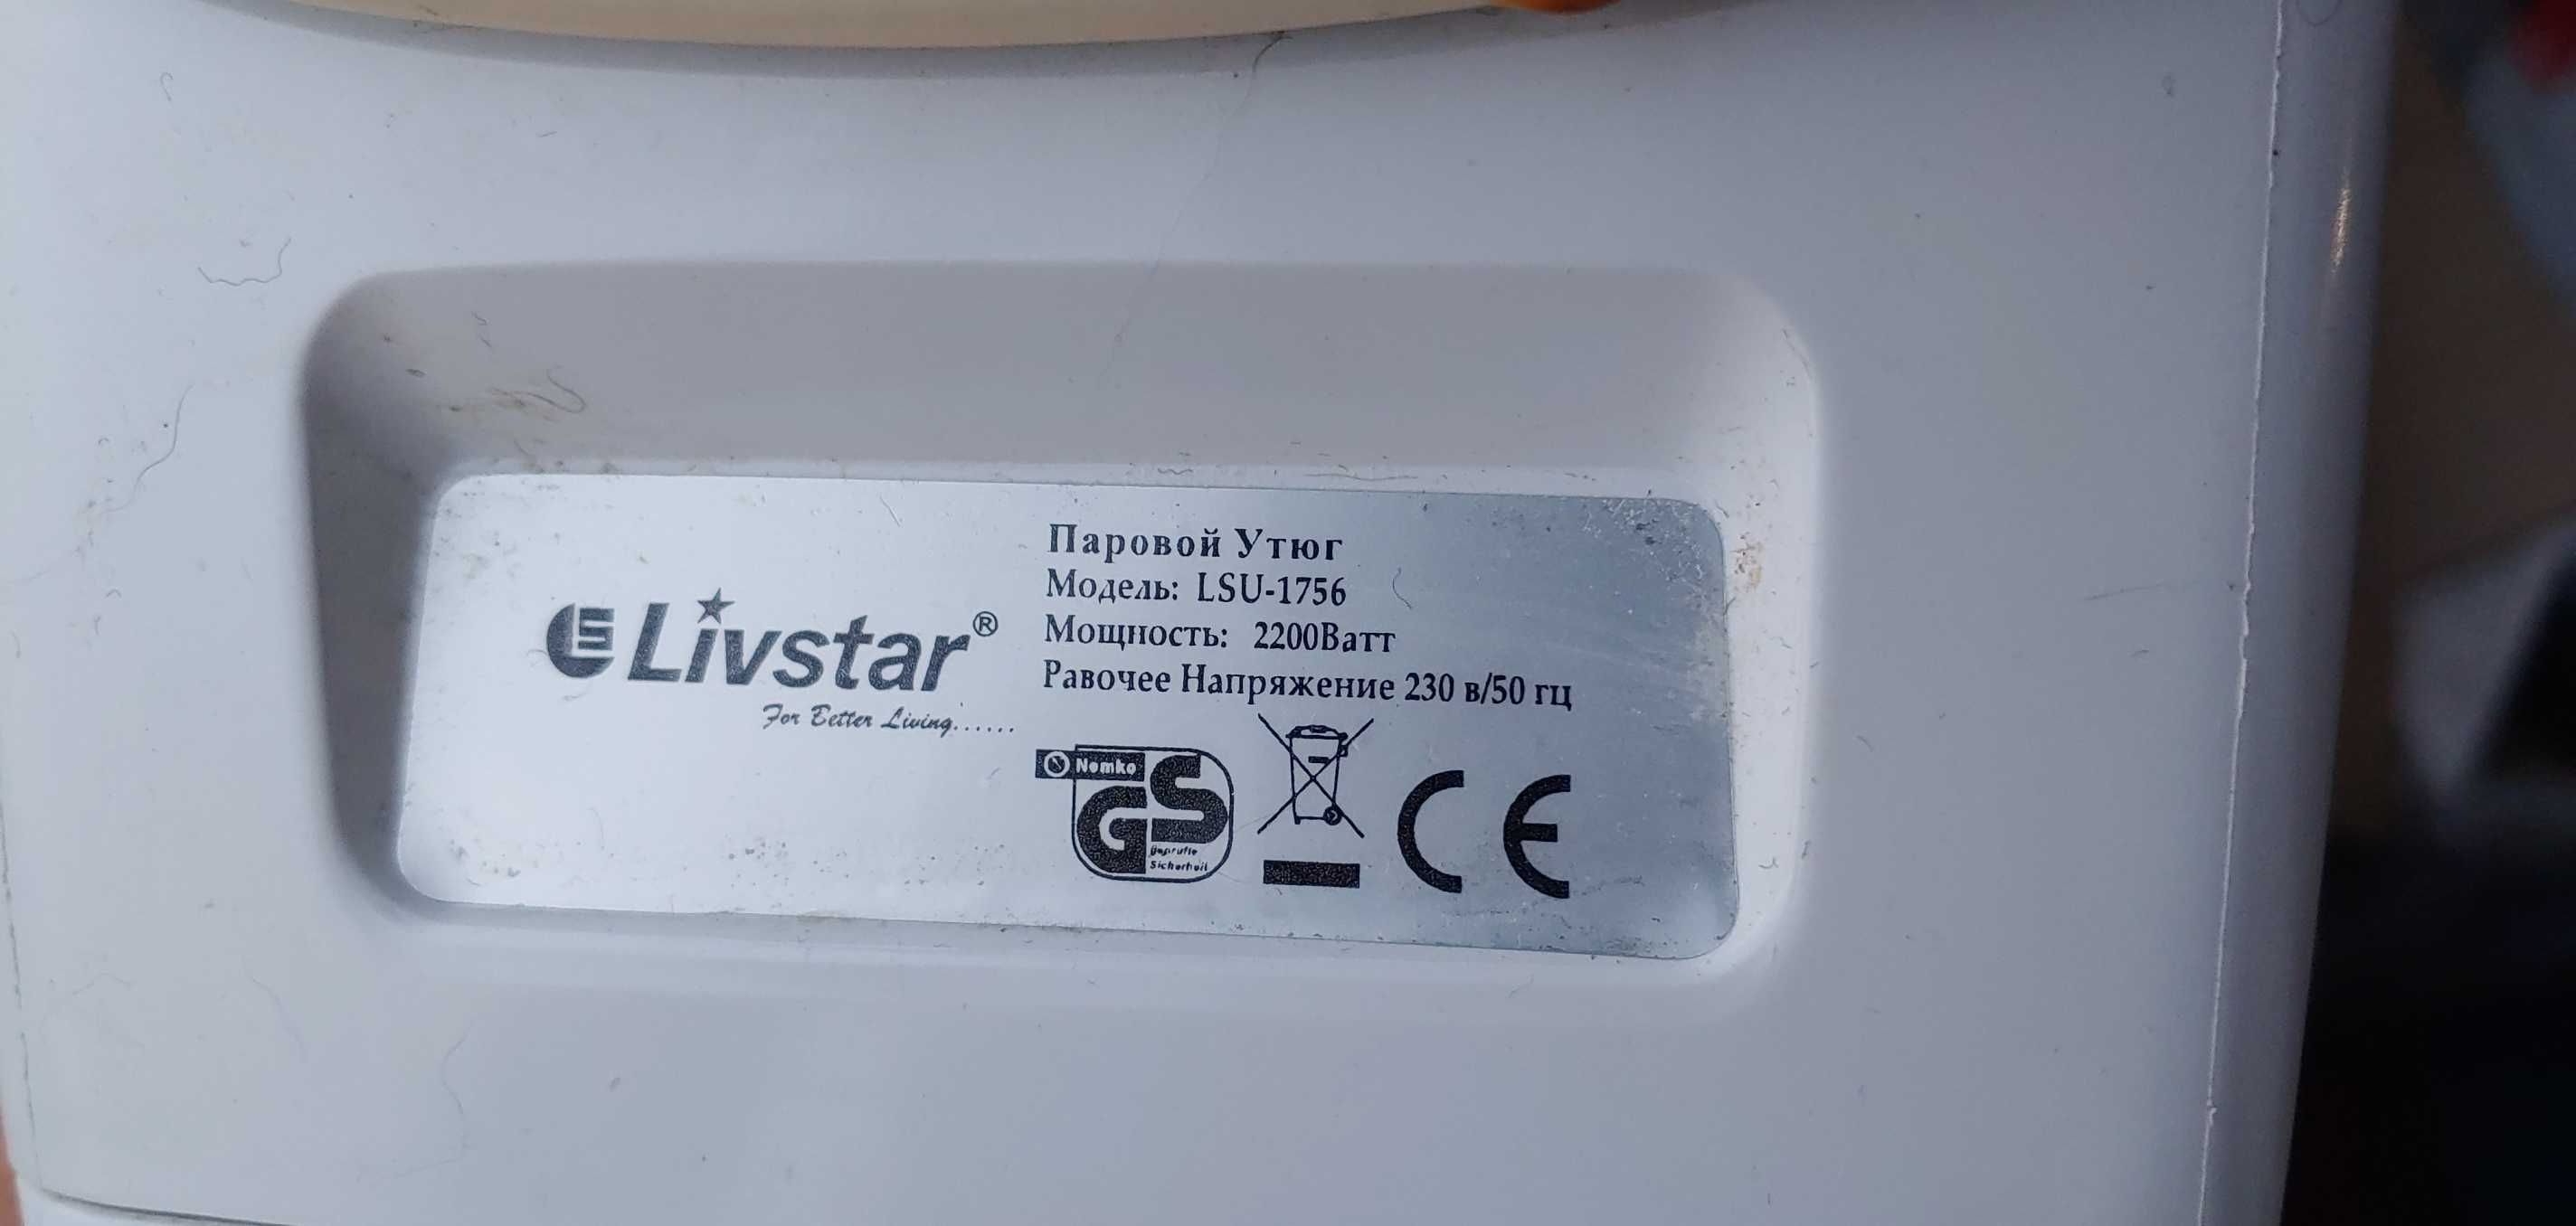 Livstar®
For Better Living......
Паровой Утюг
Модель: LSU-1756
Мощность: 2200Ватт
Равочее Напряжение 230 в/50 гц
Nemko
GS
geprüfte
Sicherheit
CE